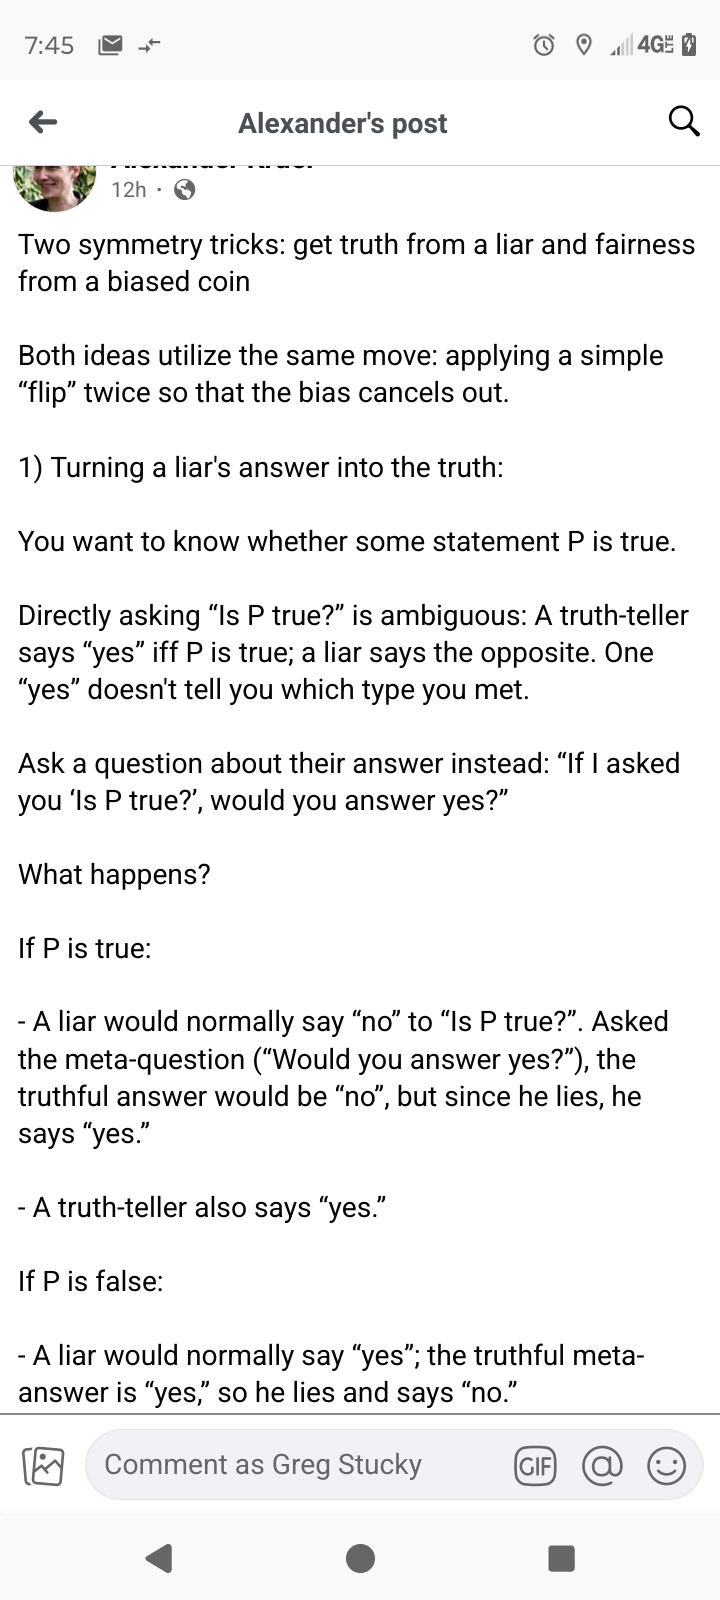 7:45 4G LTE
Alexander's post
12h ·
Two symmetry tricks: get truth from a liar and fairness
from a biased coin
Both ideas utilize the same move: applying a simple
“flip” twice so that the bias cancels out.
1) Turning a liar's answer into the truth:
You want to know whether some statement P is true.
Directly asking “Is P true?” is ambiguous: A truth-teller
says “yes” iff P is true; a liar says the opposite. One
“yes” doesn't tell you which type you met.
Ask a question about their answer instead: “If I asked
you ‘Is P true?’, would you answer yes?”
What happens?
If P is true:
- A liar would normally say “no” to “Is P true?”. Asked
the meta-question (“Would you answer yes?”), the
truthful answer would be “no”, but since he lies, he
says “yes.”
- A truth-teller also says “yes.”
If P is false:
- A liar would normally say “yes”; the truthful meta-
answer is “yes,” so he lies and says “no.”
Comment as Greg Stucky GIF @